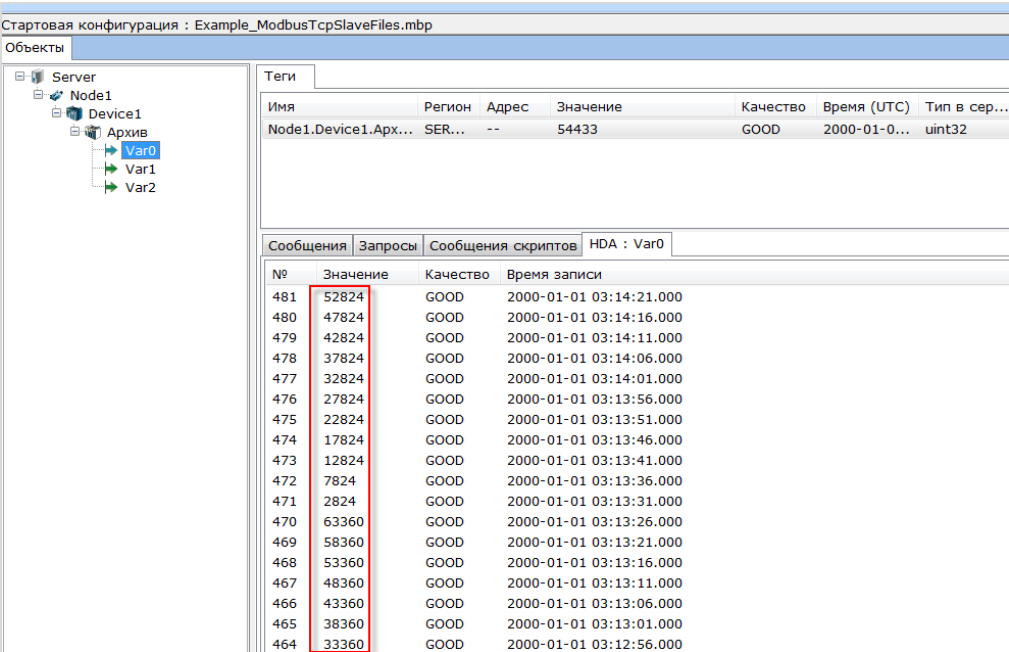 Стартовая конфигурация : Example_ModbusTcpSlaveFiles.mbp
Объекты
Server
Node1
Device1
Архив
Var0
Var1
Var2
Теги
Имя Регион Адрес Значение Качество Время (UTC) Тип в сер...
Node1.Device1.Арх... SER... -- 54433 GOOD 2000-01-0... uint32
Сообщения Запросы Сообщения скриптов HDA : Var0
№ Значение Качество Время записи
481 52824 GOOD 2000-01-01 03:14:21.000
480 47824 GOOD 2000-01-01 03:14:16.000
479 42824 GOOD 2000-01-01 03:14:11.000
478 37824 GOOD 2000-01-01 03:14:06.000
477 32824 GOOD 2000-01-01 03:14:01.000
476 27824 GOOD 2000-01-01 03:13:56.000
475 22824 GOOD 2000-01-01 03:13:51.000
474 17824 GOOD 2000-01-01 03:13:46.000
473 12824 GOOD 2000-01-01 03:13:41.000
472 7824 GOOD 2000-01-01 03:13:36.000
471 2824 GOOD 2000-01-01 03:13:31.000
470 63360 GOOD 2000-01-01 03:13:26.000
469 58360 GOOD 2000-01-01 03:13:21.000
468 53360 GOOD 2000-01-01 03:13:16.000
467 48360 GOOD 2000-01-01 03:13:11.000
466 43360 GOOD 2000-01-01 03:13:06.000
465 38360 GOOD 2000-01-01 03:13:01.000
464 33360 GOOD 2000-01-01 03:12:56.000